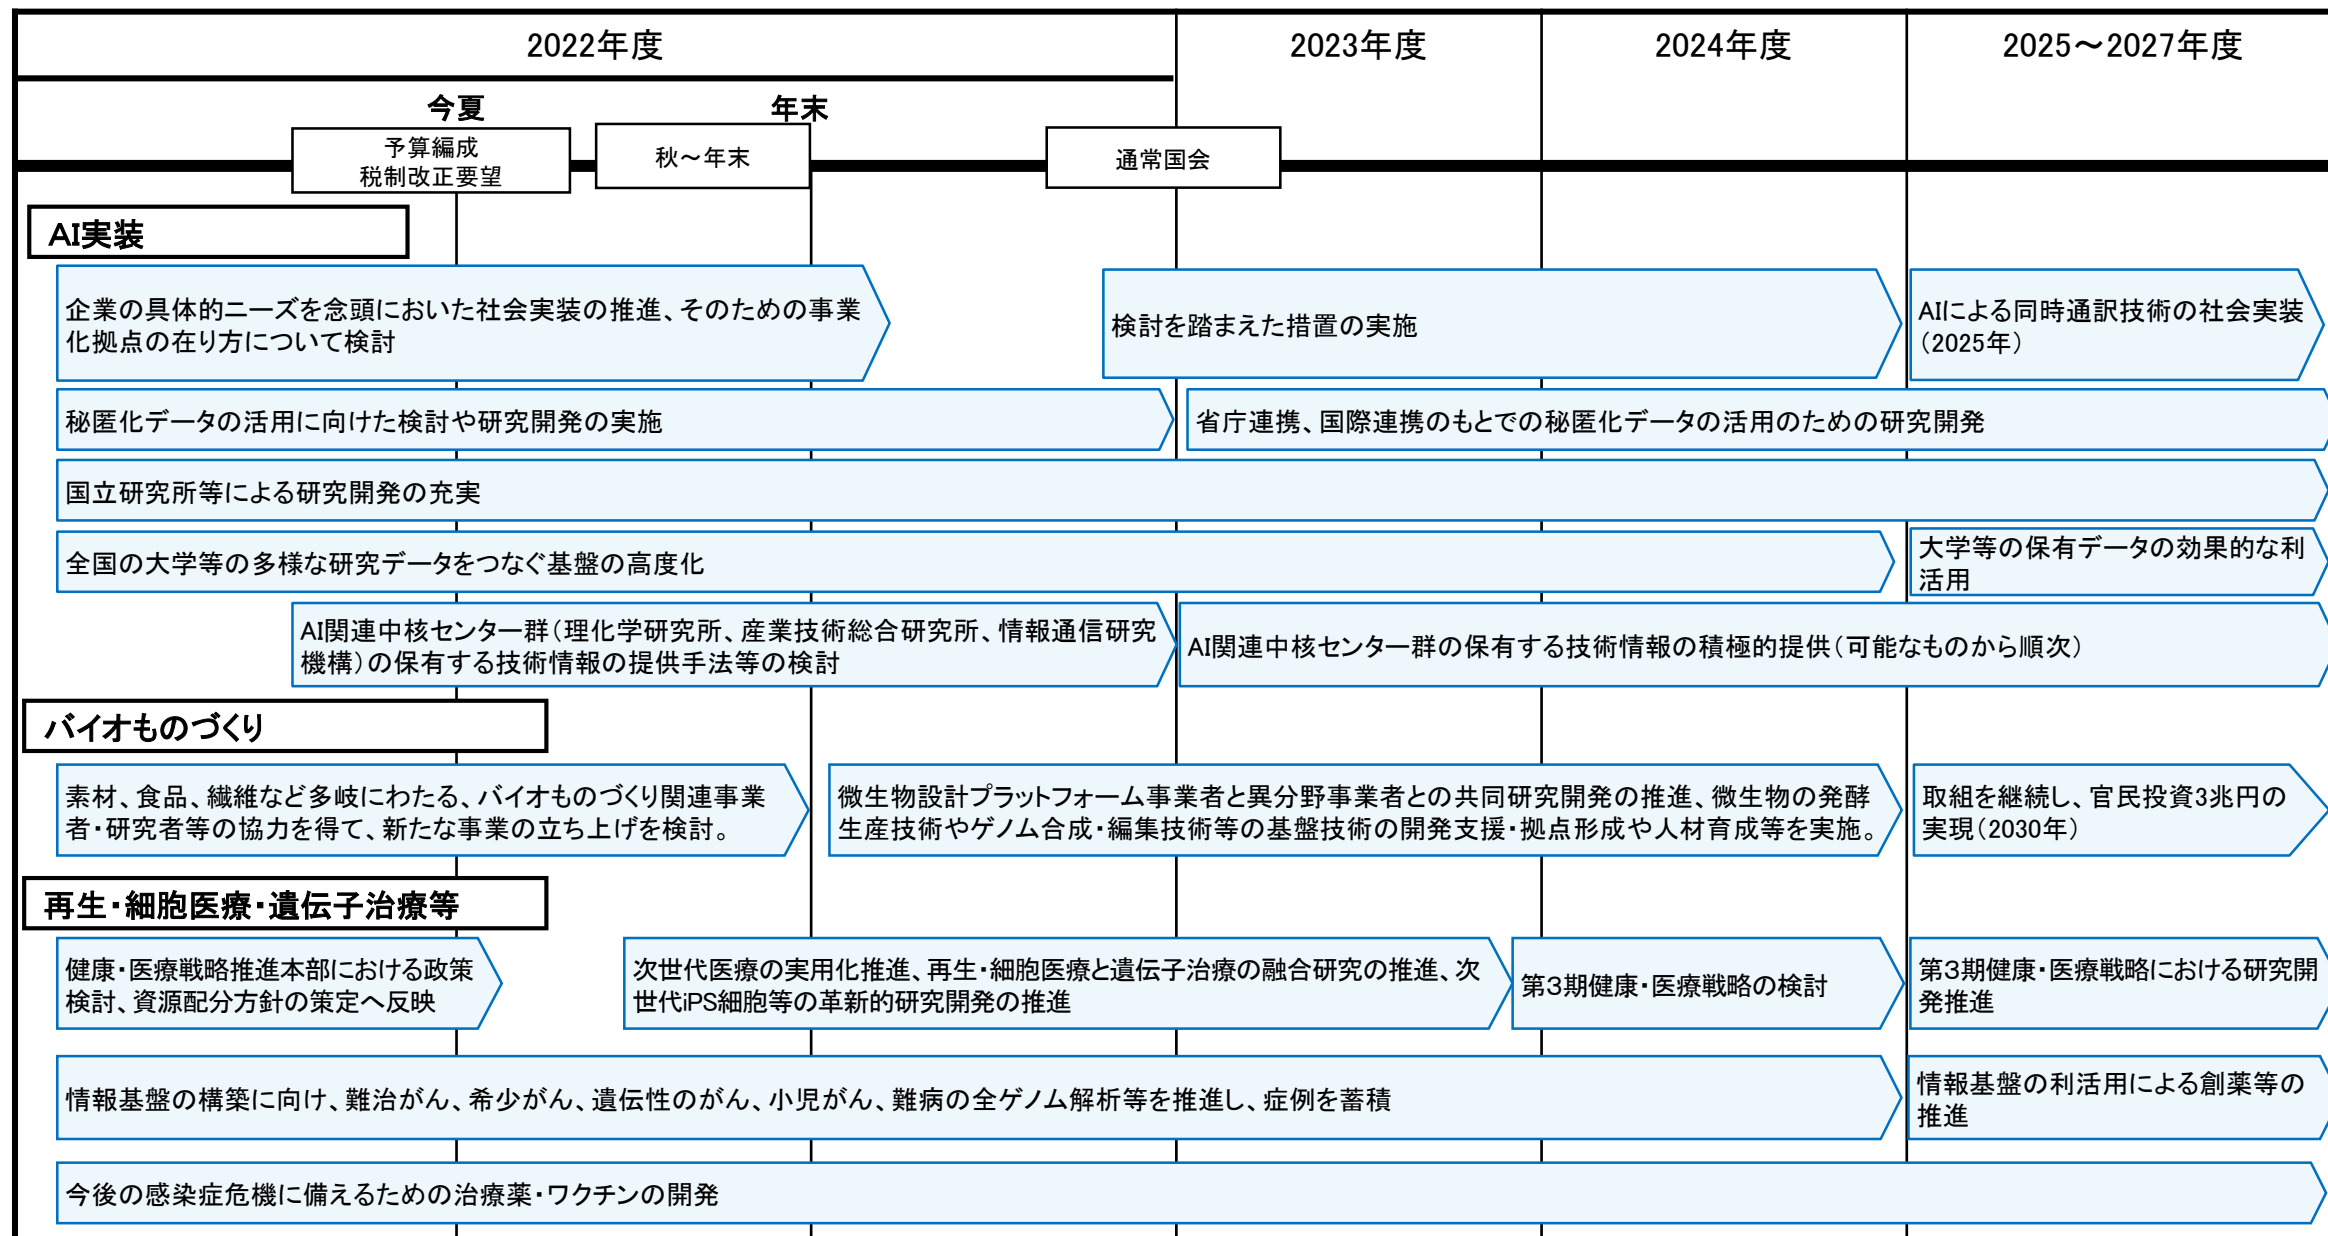 2022年度
2023年度
2024年度
2025～2027年度
今夏
年末
予算編成
税制改正要望
秋～年末
通常国会
AI実装
企業の具体的ニーズを念頭においた社会実装の推進、そのための事業
化拠点の在り方について検討
検討を踏まえた措置の実施
AIによる同時通訳技術の社会実装
（2025年）
秘匿化データの活用に向けた検討や研究開発の実施
省庁連携、国際連携のもとでの秘匿化データの活用のための研究開発
国立研究所等による研究開発の充実
全国の大学等の多様な研究データをつなぐ基盤の高度化
大学等の保有データの効果的な利
活用
AI関連中核センター群（理化学研究所、産業技術総合研究所、情報通信研究
機構）の保有する技術情報の提供手法等の検討
AI関連中核センター群の保有する技術情報の積極的提供（可能なものから順次）
バイオものづくり
素材、食品、繊維など多岐にわたる、バイオものづくり関連事業
者・研究者等の協力を得て、新たな事業の立ち上げを検討。
微生物設計プラットフォーム事業者と異分野事業者との共同研究開発の推進、微生物の発酵
生産技術やゲノム合成・編集技術等の基盤技術の開発支援・拠点形成や人材育成等を実施。
取組を継続し、官民投資3兆円の
実現（2030年）
再生・細胞医療・遺伝子治療等
健康・医療戦略推進本部における政策
検討、資源配分方針の策定へ反映
次世代医療の実用化推進、再生・細胞医療と遺伝子治療の融合研究の推進、次
世代iPS細胞等の革新的研究開発の推進
第3期健康・医療戦略の検討
第3期健康・医療戦略における研究開
発推進
情報基盤の構築に向け、難治がん、希少がん、遺伝性のがん、小児がん、難病の全ゲノム解析等を推進し、症例を蓄積
情報基盤の利活用による創薬等の
推進
今後の感染症危機に備えるための治療薬・ワクチンの開発